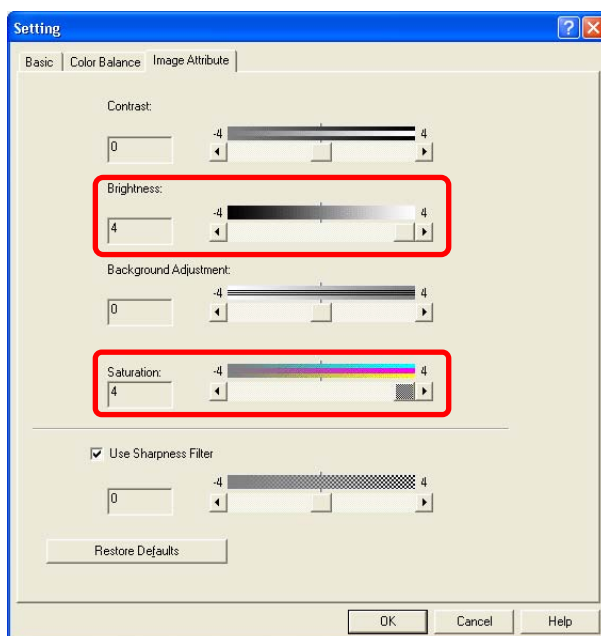 Setting
Basic Color Balance Image Attribute
Contrast:
0 -4 4
Brightness:
4 -4 4
Background Adjustment:
0 -4 4
Saturation: -4 4
4
Use Sharpness Filter
0 -4 4
Restore Defaults
OK Cancel Help